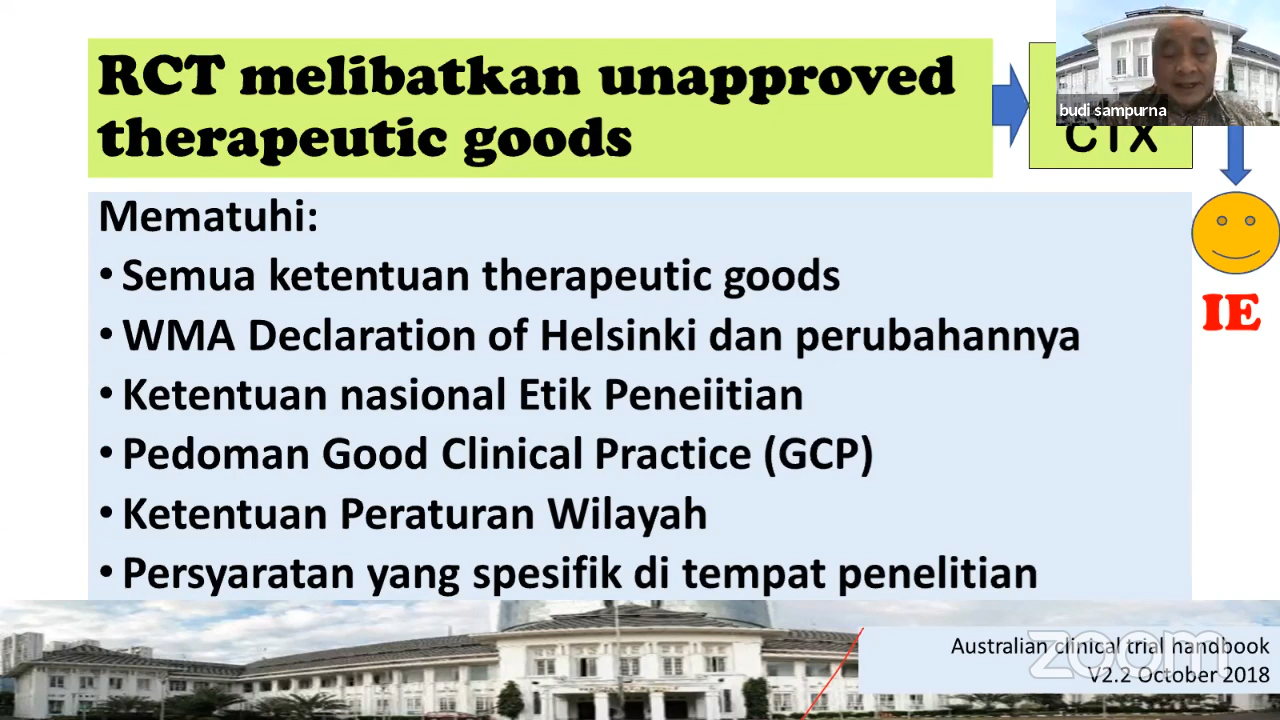 RCT melibatkan unapproved
therapeutic goods
budi sampurna
CTX
IE
Mematuhi:
• Semua ketentuan therapeutic goods
• WMA Declaration of Helsinki dan perubahannya
• Ketentuan nasional Etik Peneiitian
• Pedoman Good Clinical Practice (GCP)
• Ketentuan Peraturan Wilayah
• Persyaratan yang spesifik di tempat penelitian
Australian clinical trial handbook
V2.2 October 2018
zoom